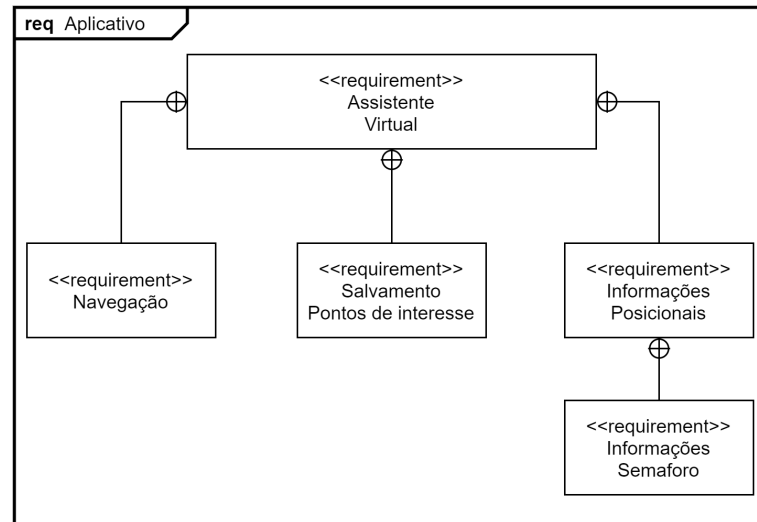 req Aplicativo
<<requirement>>
Assistente
Virtual
<<requirement>>
Navegação
<<requirement>>
Salvamento
Pontos de interesse
<<requirement>>
Informações
Posicionais
<<requirement>>
Informações
Semaforo